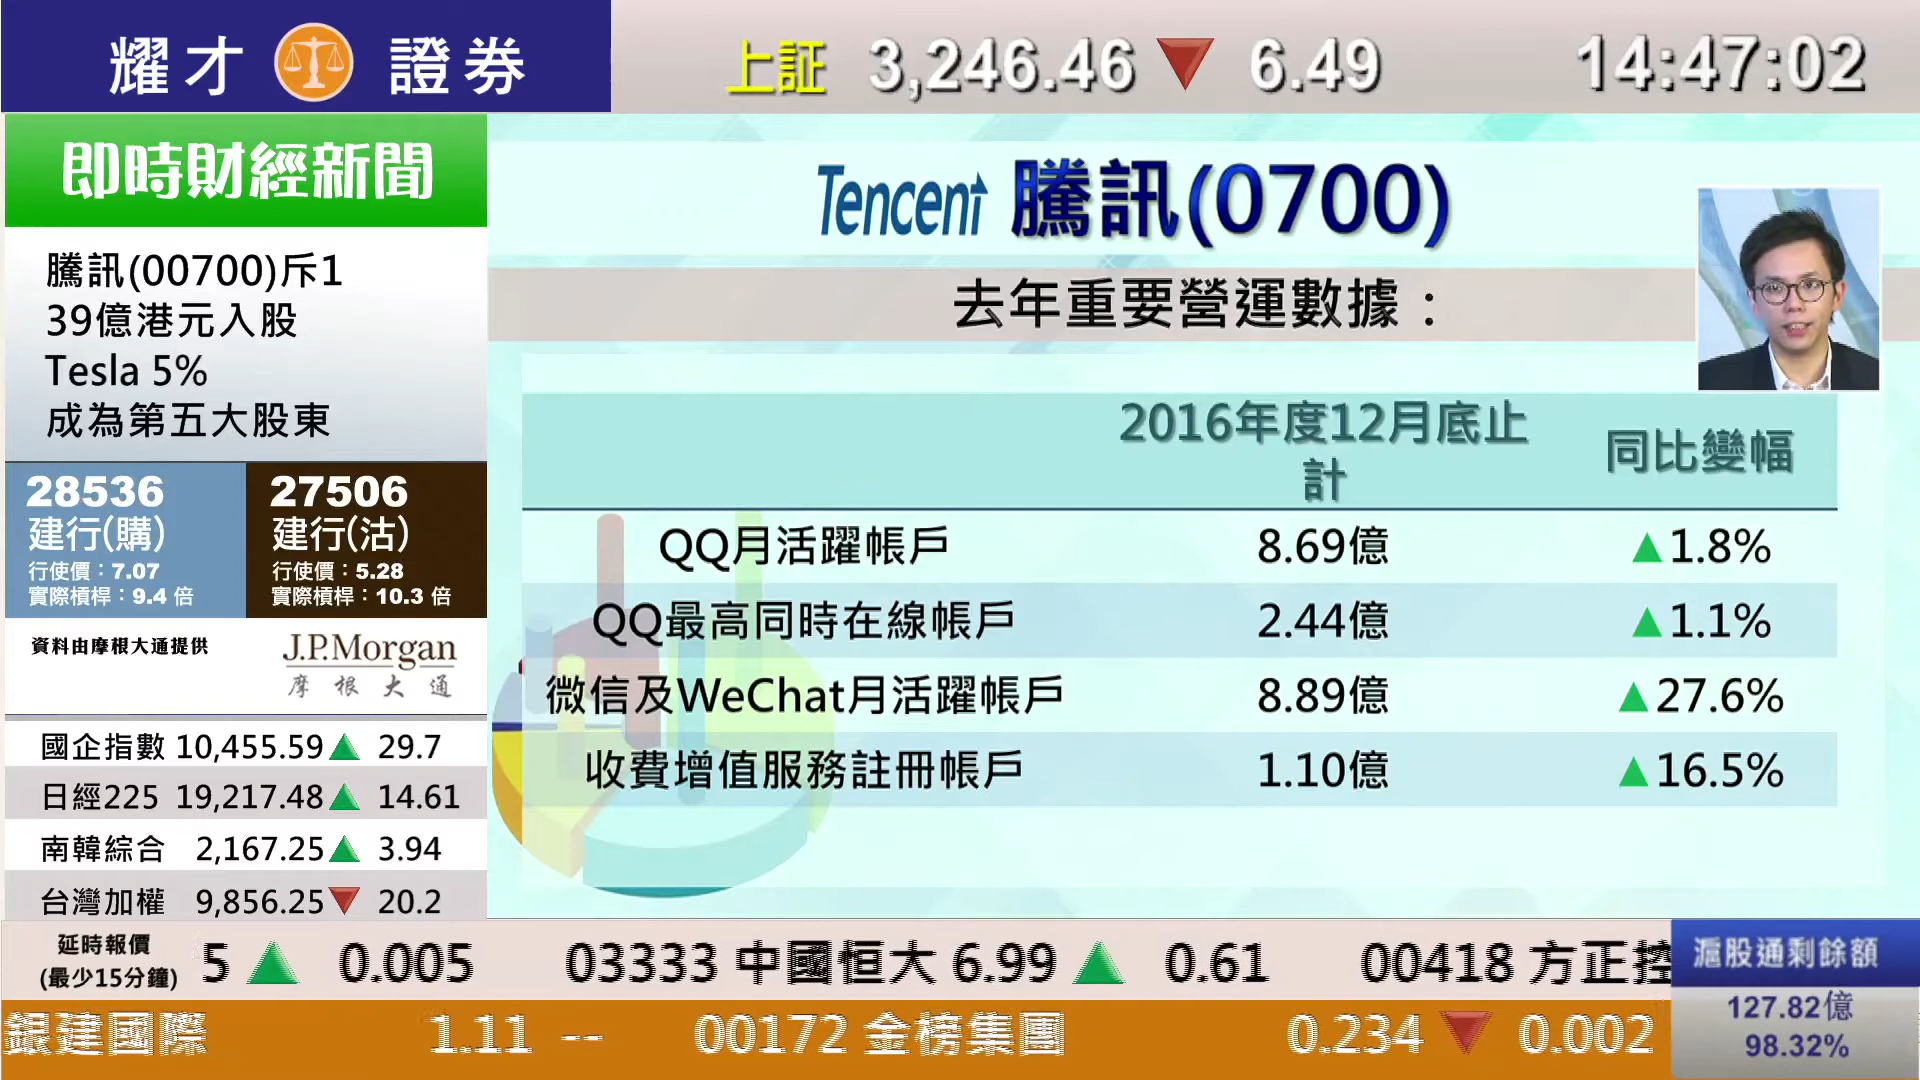 耀才 證券
上証 3,246.46 ▼ 6.49
14:47:02
即時財經新聞
騰訊(00700)斥1
39億港元入股
Tesla 5%
成為第五大股東
28536
建行(購)
行使價：7.07
實際槓桿：9.4 倍
27506
建行(沽)
行使價：5.28
實際槓桿：10.3 倍
資料由摩根大通提供
J.P.Morgan
摩根大通
國企指數 10,455.59 ▲ 29.7
日經225 19,217.48 ▲ 14.61
南韓綜合 2,167.25 ▲ 3.94
台灣加權 9,856.25 ▼ 20.2
Tencent 騰訊(0700)
去年重要營運數據：
2016年度12月底止
計
同比變幅
QQ月活躍帳戶 8.69億 ▲1.8%
QQ最高同時在線帳戶 2.44億 ▲1.1%
微信及WeChat月活躍帳戶 8.89億 ▲27.6%
收費增值服務註冊帳戶 1.10億 ▲16.5%
延時報價
(最少15分鐘)
5 ▲ 0.005 03333 中國恒大 6.99 ▲ 0.61 00418 方正控
銀建國際 1.11 -- 00172 金榜集團 0.234 ▼ 0.002
滬股通剩餘額
127.82億
98.32%